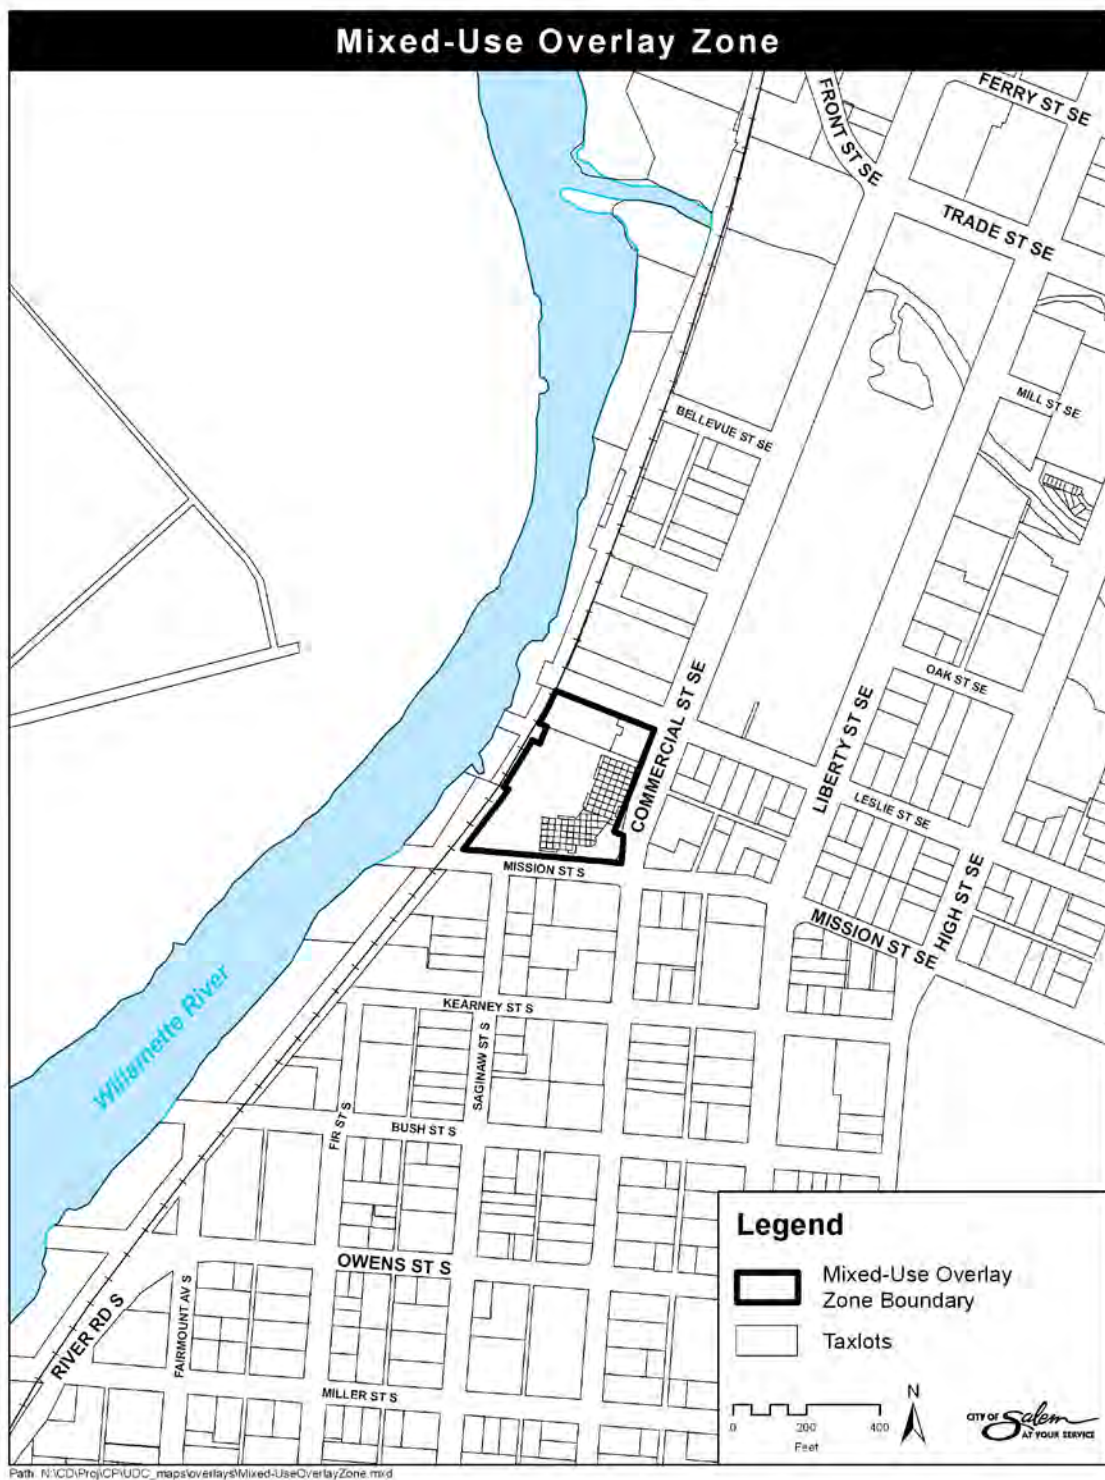 Mixed-Use Overlay Zone
FERRY ST SE
FRONT ST SE
TRADE ST SE
MILL ST SE
BELLEVUE ST SE
OAK ST SE
COMMERCIAL ST SE
LIBERTY ST SE
LESLIE ST SE
MISSION ST S
HIGH ST SE
MISSION ST SE
Willamette River
KEARNEY ST S
SAGINAW ST S
FIR ST S
BUSH ST S
OWENS ST S
RIVER RD S
FAIRMOUNT AV S
MILLER ST S
Legend
Mixed-Use Overlay
Zone Boundary
Taxlots
N
0 200 400
Feet
CITY OF Salem
AT YOUR SERVICE
Path: N:\CD\Proj\CP\UDC_maps\overlays\Mixed-UseOverlayZone.mxd